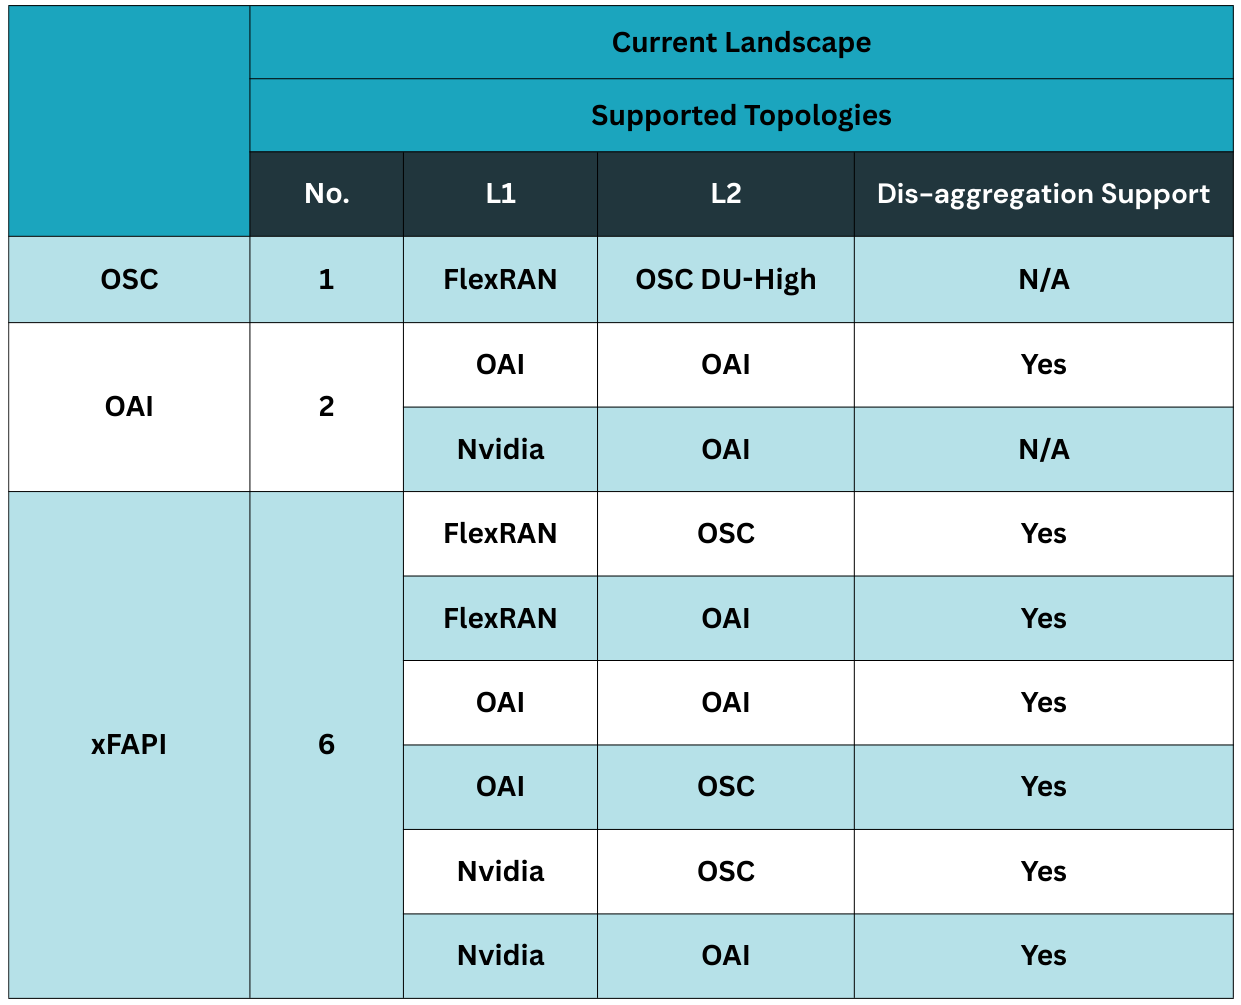 Current Landscape
Supported Topologies
No. L1 L2 Dis-aggregation Support
OSC 1 FlexRAN OSC DU-High N/A
OAI 2 OAI OAI Yes
Nvidia OAI N/A
xFAPI 6 FlexRAN OSC Yes
FlexRAN OAI Yes
OAI OAI Yes
OAI OSC Yes
Nvidia OSC Yes
Nvidia OAI Yes